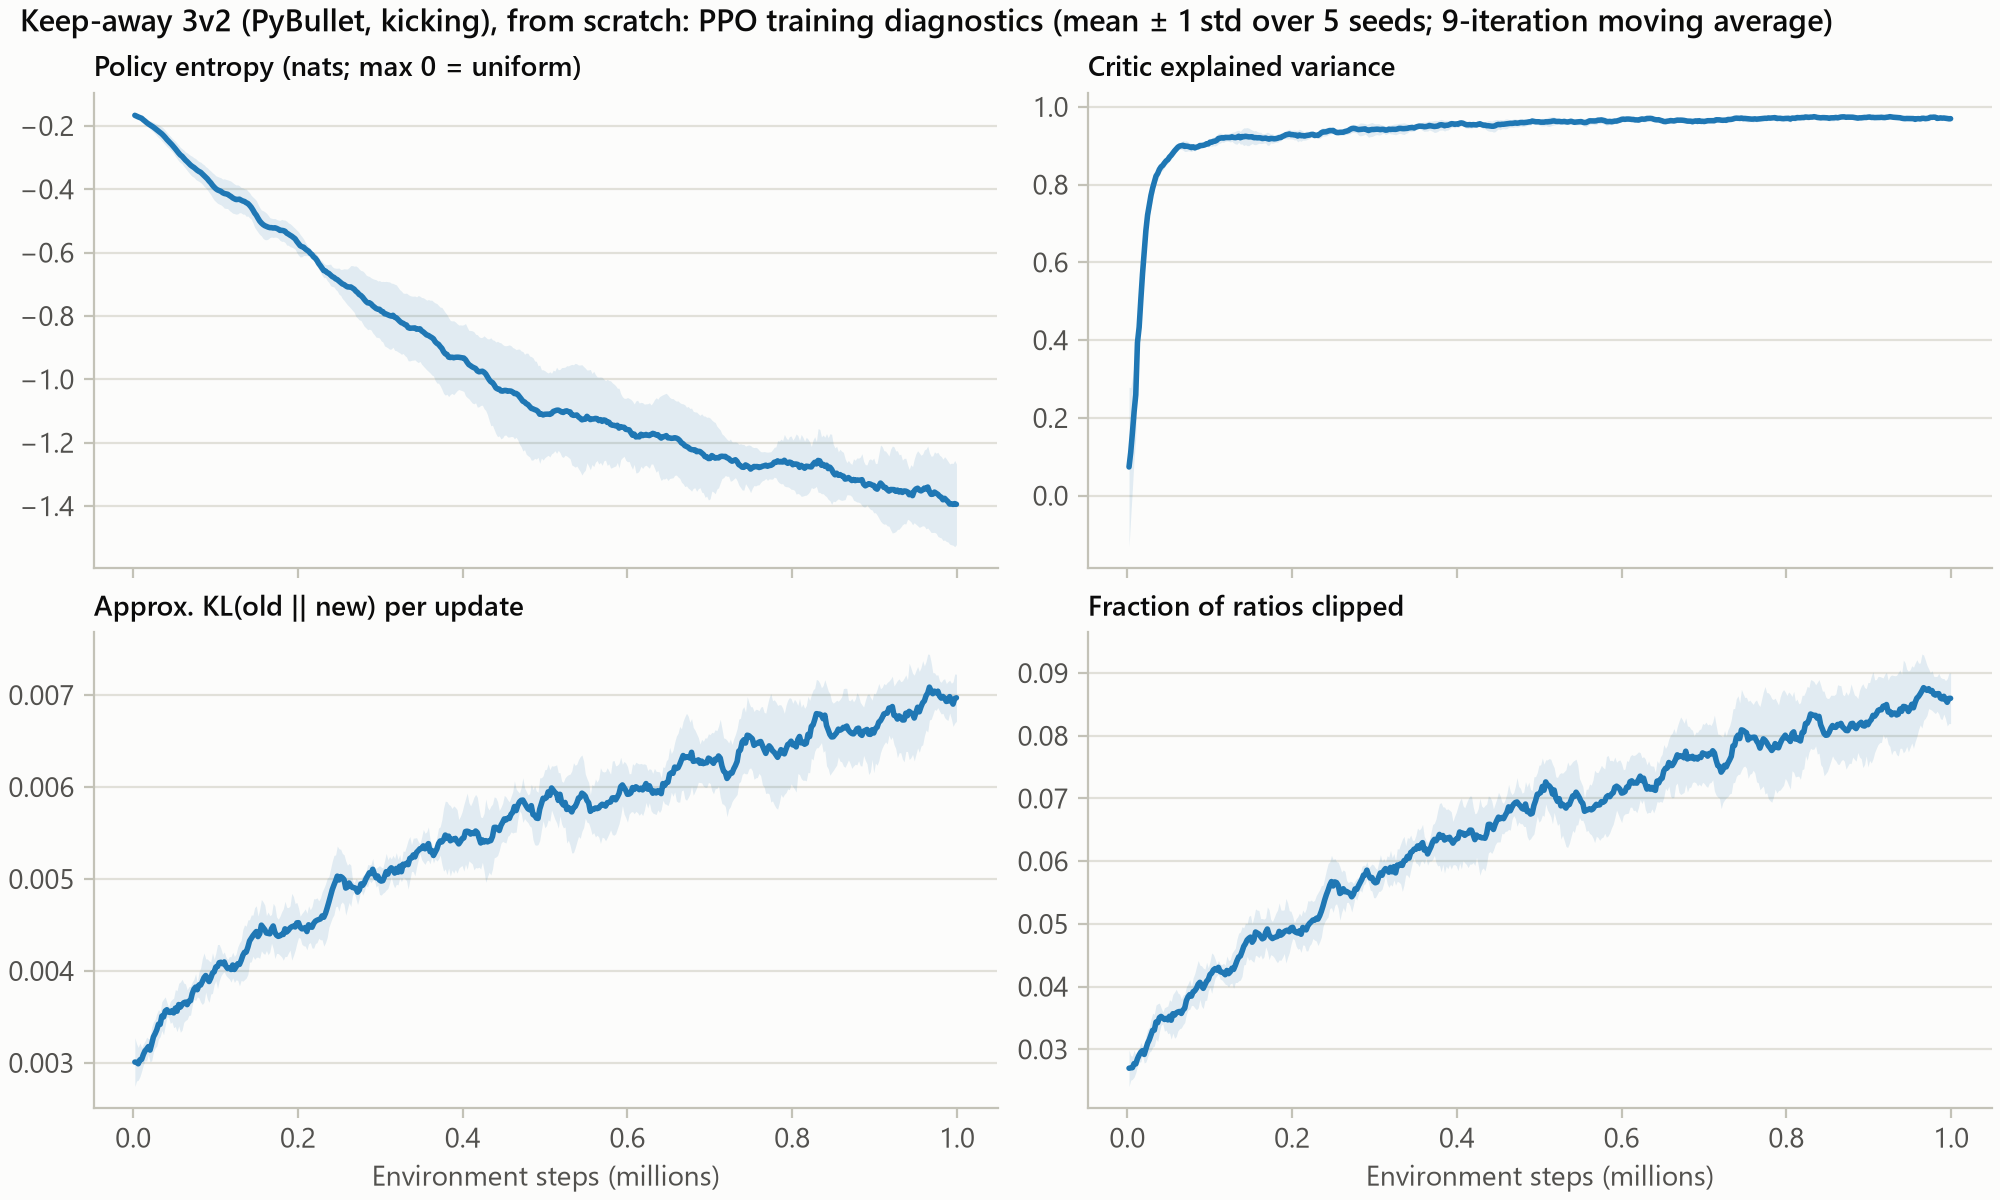 Keep-away 3v2 (PyBullet, kicking), from scratch: PPO training diagnostics (mean ± 1 std over 5 seeds; 9-iteration moving average)
Policy entropy (nats; max 0 = uniform)
−0.2
−0.4
−0.6
−0.8
−1.0
−1.2
−1.4
Critic explained variance
1.0
0.8
0.6
0.4
0.2
0.0
Approx. KL(old || new) per update
0.007
0.006
0.005
0.004
0.003
0.0 0.2 0.4 0.6 0.8 1.0
Environment steps (millions)
Fraction of ratios clipped
0.09
0.08
0.07
0.06
0.05
0.04
0.03
0.0 0.2 0.4 0.6 0.8 1.0
Environment steps (millions)